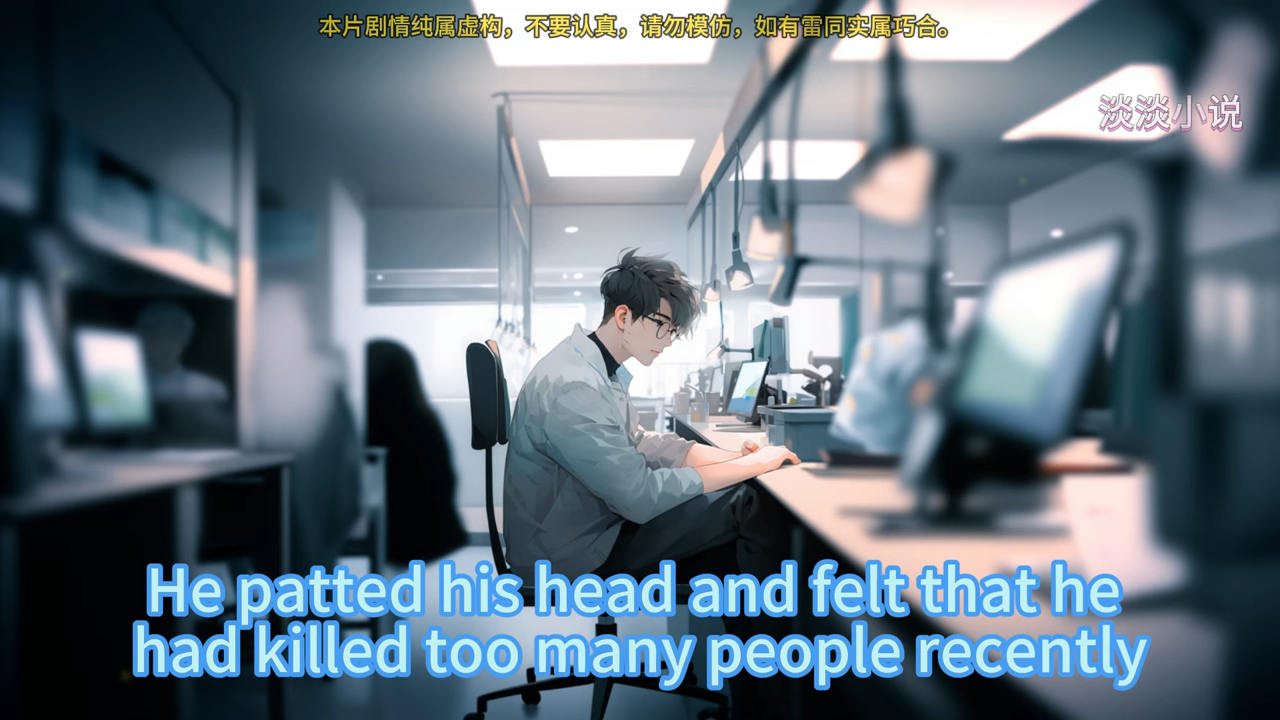 本片剧情纯属虚构，不要认真，请勿模仿，如有雷同实属巧合。
淡淡小说
He patted his head and felt that he
had killed too many people recently